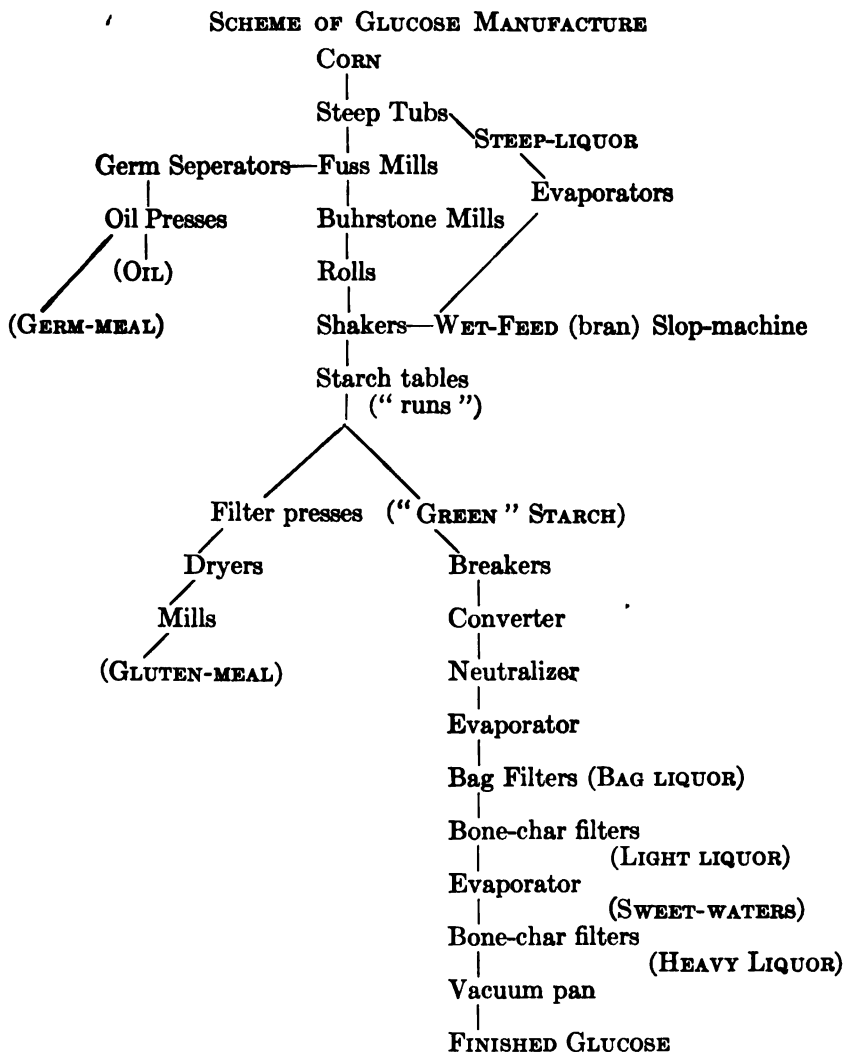 SCHEME OF GLUCOSE MANUFACTURE
CORN
Steep Tubs
STEEP-LIQUOR
Germ Seperators Fuss Mills
Evaporators
Oil Presses Buhrstone Mills
(OIL) Rolls
(GERM-MEAL) Shakers—WET-FEED (bran) Slop-machine
Starch tables
(“ runs ”)
Filter presses (“ GREEN ” STARCH)
Dryers Breakers
Mills Converter
(GLUTEN-MEAL) Neutralizer
Evaporator
Bag Filters (BAG LIQUOR)
Bone-char filters
(LIGHT LIQUOR)
Evaporator
(SWEET-WATERS)
Bone-char filters
(HEAVY LIQUOR)
Vacuum pan
FINISHED GLUCOSE